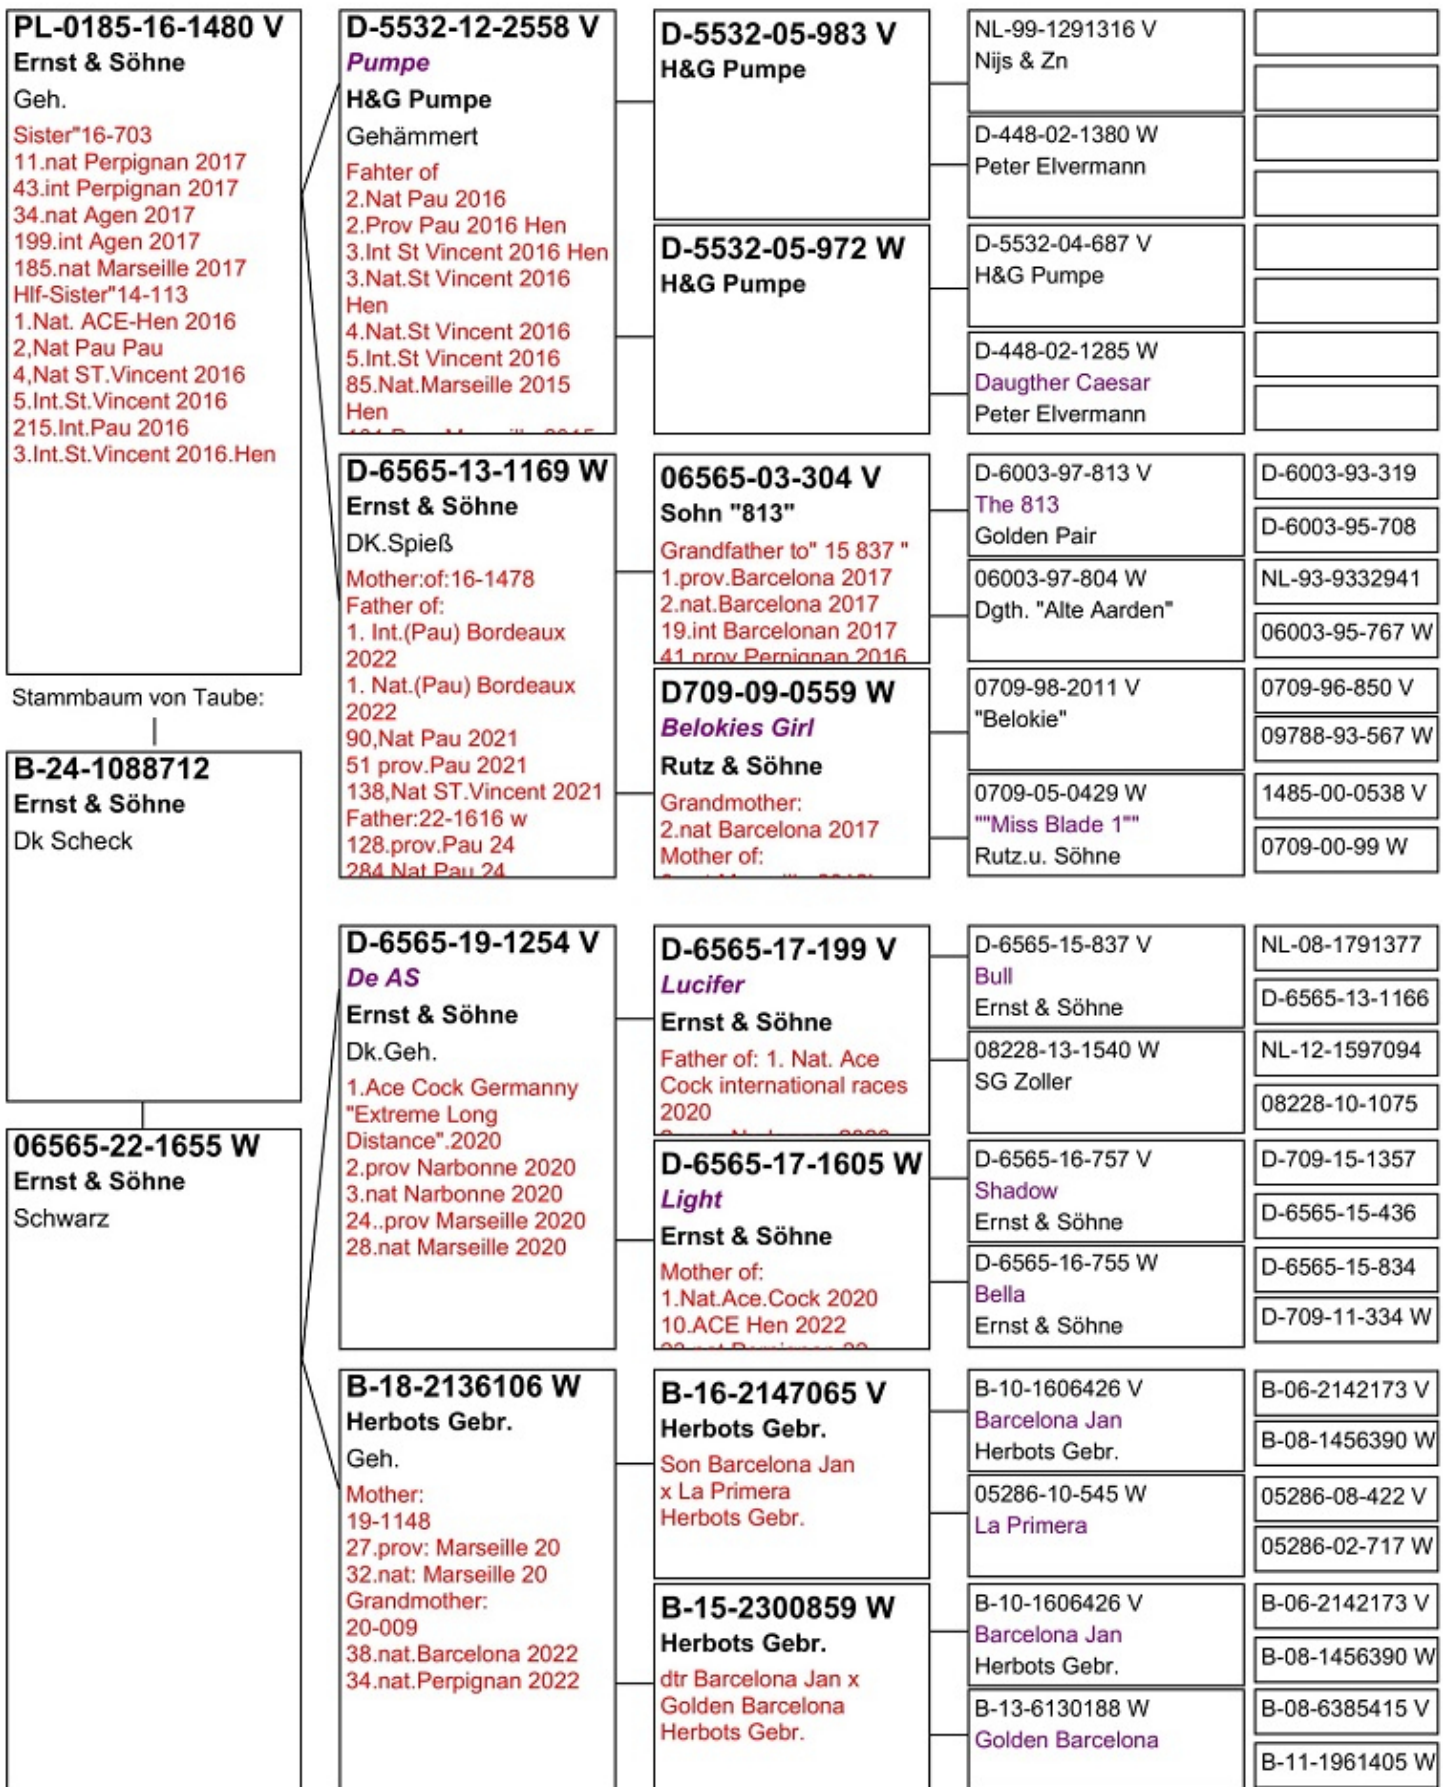 PL-0185-16-1480 V
Ernst & Söhne
Geh.
Sister"16-703
11.nat Perpignan 2017
43.int Perpignan 2017
34.nat Agen 2017
199.int Agen 2017
185.nat Marseille 2017
Hlf-Sister"14-113
1.Nat. ACE-Hen 2016
2,Nat Pau Pau
4,Nat ST.Vincent 2016
5.Int.St.Vincent 2016
215.Int.Pau 2016
3.Int.St.Vincent 2016.Hen
Stammbaum von Taube:
B-24-1088712
Ernst & Söhne
Dk Scheck
06565-22-1655 W
Ernst & Söhne
Schwarz
D-5532-12-2558 V
Pumpe
H&G Pumpe
Gehämmert
Fahter of
2.Nat Pau 2016
2.Prov Pau 2016 Hen
3.Int St Vincent 2016 Hen
3.Nat.St Vincent 2016
Hen
4.Nat.St Vincent 2016
5.Int.St Vincent 2016
85.Nat.Marseille 2015
Hen
D-6565-13-1169 W
Ernst & Söhne
DK.Spieß
Mother:of:16-1478
Father of:
1. Int.(Pau) Bordeaux
2022
1. Nat.(Pau) Bordeaux
2022
90,Nat Pau 2021
51 prov.Pau 2021
138,Nat ST.Vincent 2021
Father:22-1616 w
128.prov.Pau 24
284 Nat Pau 24
D-6565-19-1254 V
De AS
Ernst & Söhne
Dk.Geh.
1.Ace Cock Germanny
"Extreme Long
Distance".2020
2.prov Narbonne 2020
3.nat Narbonne 2020
24..prov Marseille 2020
28.nat Marseille 2020
B-18-2136106 W
Herbots Gebr.
Geh.
Mother:
19-1148
27.prov: Marseille 20
32.nat: Marseille 20
Grandmother:
20-009
38.nat.Barcelona 2022
34.nat.Perpignan 2022
D-5532-05-983 V
H&G Pumpe
D-5532-05-972 W
H&G Pumpe
06565-03-304 V
Sohn "813"
Grandfather to" 15 837 "
1.prov.Barcelona 2017
2.nat.Barcelona 2017
19.int Barcelonan 2017
41 prov Perpignan 2016
D709-09-0559 W
Belokies Girl
Rutz & Söhne
Grandmother:
2.nat Barcelona 2017
Mother of:
D-6565-17-199 V
Lucifer
Ernst & Söhne
Father of: 1. Nat. Ace
Cock international races
2020
D-6565-17-1605 W
Light
Ernst & Söhne
Mother of:
1.Nat.Ace.Cock 2020
10.ACE Hen 2022
B-16-2147065 V
Herbots Gebr.
Son Barcelona Jan
x La Primera
Herbots Gebr.
B-15-2300859 W
Herbots Gebr.
dtr Barcelona Jan x
Golden Barcelona
Herbots Gebr.
NL-99-1291316 V
Nijs & Zn
D-448-02-1380 W
Peter Elvermann
D-5532-04-687 V
H&G Pumpe
D-448-02-1285 W
Daugther Caesar
Peter Elvermann
D-6003-97-813 V
The 813
Golden Pair
06003-97-804 W
Dgth. "Alte Aarden"
0709-98-2011 V
"Belokie"
0709-05-0429 W
""Miss Blade 1""
Rutz.u. Söhne
D-6565-15-837 V
Bull
Ernst & Söhne
08228-13-1540 W
SG Zoller
D-6565-16-757 V
Shadow
Ernst & Söhne
D-6565-16-755 W
Bella
Ernst & Söhne
B-10-1606426 V
Barcelona Jan
Herbots Gebr.
05286-10-545 W
La Primera
B-10-1606426 V
Barcelona Jan
Herbots Gebr.
B-13-6130188 W
Golden Barcelona
D-6003-93-319
D-6003-95-708
NL-93-9332941
06003-95-767 W
0709-96-850 V
09788-93-567 W
1485-00-0538 V
0709-00-99 W
NL-08-1791377
D-6565-13-1166
NL-12-1597094
08228-10-1075
D-709-15-1357
D-6565-15-436
D-6565-15-834
D-709-11-334 W
B-06-2142173 V
B-08-1456390 W
05286-08-422 V
05286-02-717 W
B-06-2142173 V
B-08-1456390 W
B-08-6385415 V
B-11-1961405 W